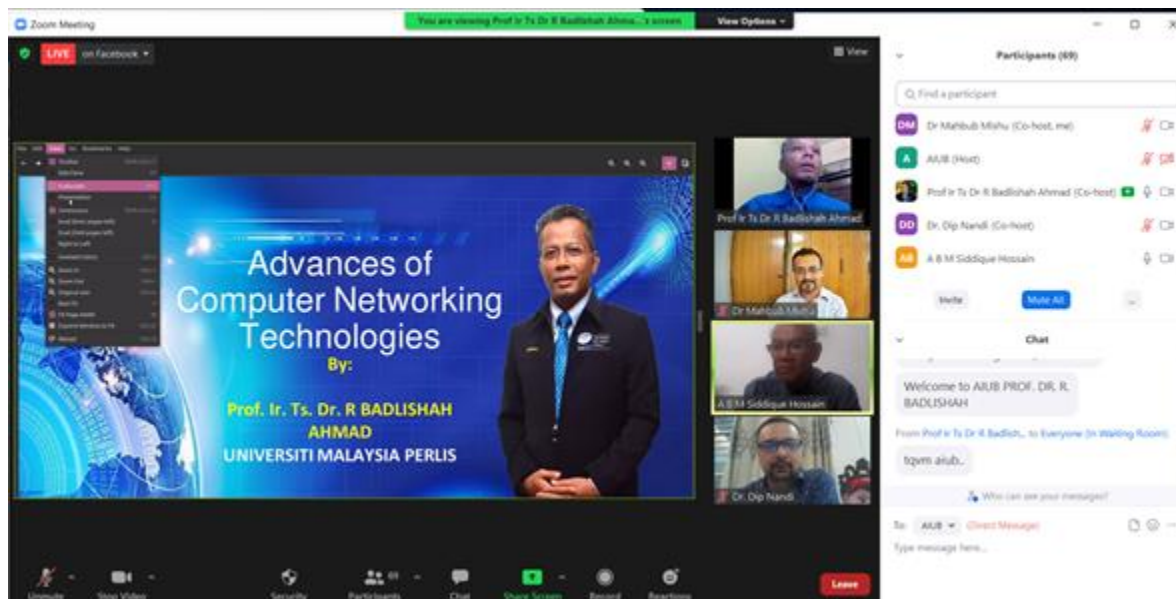 Zoom Meeting
You are viewing Prof Ir Ts Dr R Badlishah Ahma...'s screen
View Options
LIVE on Facebook
View
Advances of
Computer Networking
Technologies
By:
Prof. Ir. Ts. Dr. R BADLISHAH
AHMAD
UNIVERSITI MALAYSIA PERLIS
Prof Ir Ts Dr R Badlishah Ahmad
Dr Mahbub Mishu
A B M Siddique Hossain
Dr. Dip Nandi
Participants (69)
Find a participant
DM Dr Mahbub Mishu (Co-host, me)
A AIUB (Host)
Prof Ir Ts Dr R Badlishah Ahmad (Co-host)
DD Dr. Dip Nandi (Co-host)
AB A B M Siddique Hossain
Invite
Mute All
Chat
Welcome to AIUB PROF. DR. R.
BADLISHAH
From Prof Ir Ts Dr R Badlish... to Everyone (in Waiting Room)
tqvm aiub..
Who can see your messages?
To: AIUB (Direct Message)
Type message here...
Unmute
Stop Video
Security
Participants
69
Chat
Share Screen
Record
Reactions
Leave